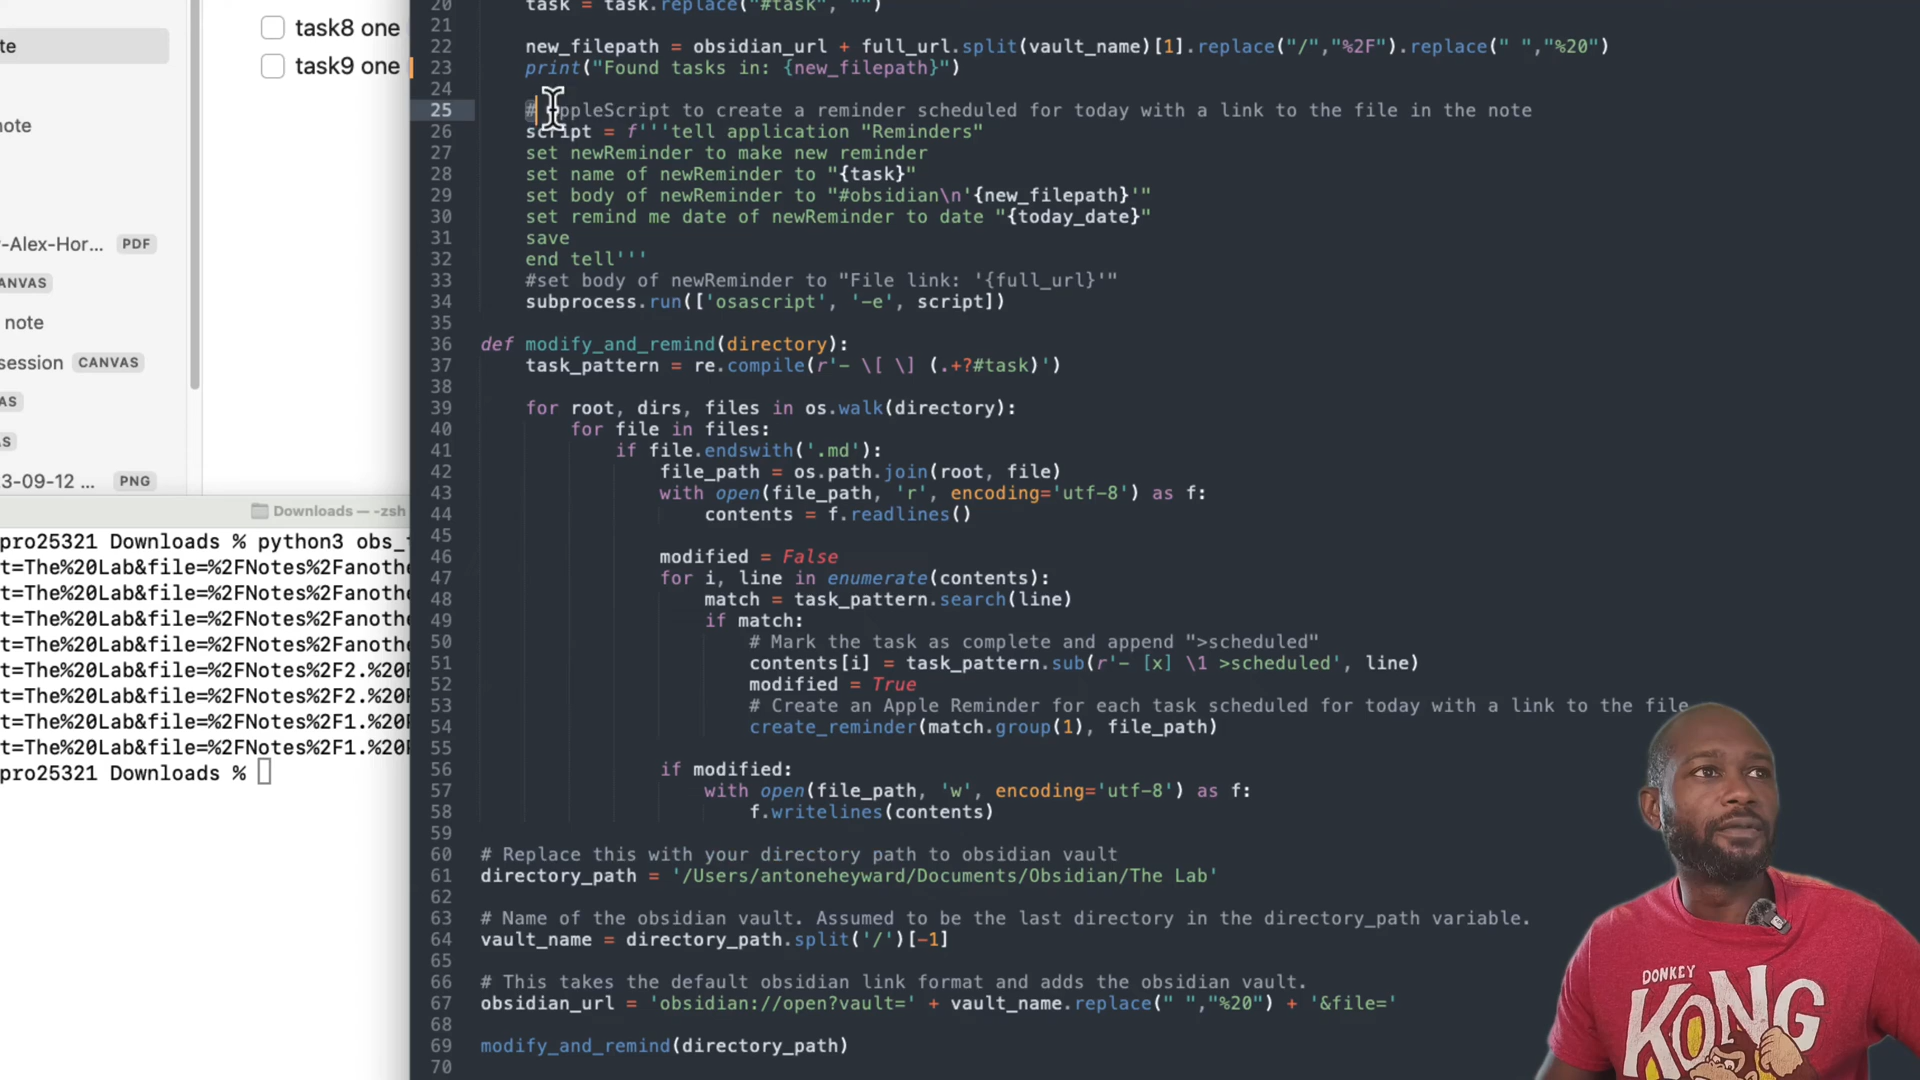 te
note
-Alex-Hor... PDF
CANVAS
note
session CANVAS
AS
S
3-09-12 ... PNG
task8 one
task9 one
Downloads — -zsh
pro25321 Downloads % python3 obs_
t=The%20Lab&file=%2FNotes%2Fanothe
t=The%20Lab&file=%2FNotes%2Fanothe
t=The%20Lab&file=%2FNotes%2Fanothe
t=The%20Lab&file=%2FNotes%2Fanothe
t=The%20Lab&file=%2FNotes%2F2.%20F
t=The%20Lab&file=%2FNotes%2F2.%20F
t=The%20Lab&file=%2FNotes%2F1.%20F
t=The%20Lab&file=%2FNotes%2F1.%20F
pro25321 Downloads %
20 task = task.replace("#task", "")
21
22 new_filepath = obsidian_url + full_url.split(vault_name)[1].replace("/","%2F").replace(" ","%20")
23 print("Found tasks in: {new_filepath}")
24
25 # AppleScript to create a reminder scheduled for today with a link to the file in the note
26 script = f'''tell application "Reminders"
27 set newReminder to make new reminder
28 set name of newReminder to "{task}"
29 set body of newReminder to "#obsidian\n'{new_filepath}'"
30 set remind me date of newReminder to date "{today_date}"
31 save
32 end tell'''
33 #set body of newReminder to "File link: '{full_url}'"
34 subprocess.run(['osascript', '-e', script])
35
36 def modify_and_remind(directory):
37 task_pattern = re.compile(r'- \[ \] (.+?#task)')
38
39 for root, dirs, files in os.walk(directory):
40 for file in files:
41 if file.endswith('.md'):
42 file_path = os.path.join(root, file)
43 with open(file_path, 'r', encoding='utf-8') as f:
44 contents = f.readlines()
45
46 modified = False
47 for i, line in enumerate(contents):
48 match = task_pattern.search(line)
49 if match:
50 # Mark the task as complete and append ">scheduled"
51 contents[i] = task_pattern.sub(r'- [x] \1 >scheduled', line)
52 modified = True
53 # Create an Apple Reminder for each task scheduled for today with a link to the file
54 create_reminder(match.group(1), file_path)
55
56 if modified:
57 with open(file_path, 'w', encoding='utf-8') as f:
58 f.writelines(contents)
59
60 # Replace this with your directory path to obsidian vault
61 directory_path = '/Users/antoneheyward/Documents/Obsidian/The Lab'
62
63 # Name of the obsidian vault. Assumed to be the last directory in the directory_path variable.
64 vault_name = directory_path.split('/')[-1]
65
66 # This takes the default obsidian link format and adds the obsidian vault.
67 obsidian_url = 'obsidian://open?vault=' + vault_name.replace(" ","%20") + '&file='
68
69 modify_and_remind(directory_path)
70
DONKEY
KONG